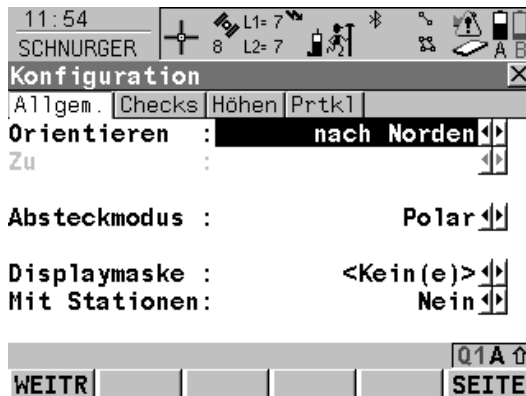 11:54
L1= 7
SCHNURGER
8 L2= 7
A B
Konfiguration
Allgem. Checks Höhen Prtkl
Orientieren : nach Norden
Zu :
Absteckmodus : Polar
Displaymaske : <Kein(e)>
Mit Stationen: Nein
Q1 A
WEITR SEITE